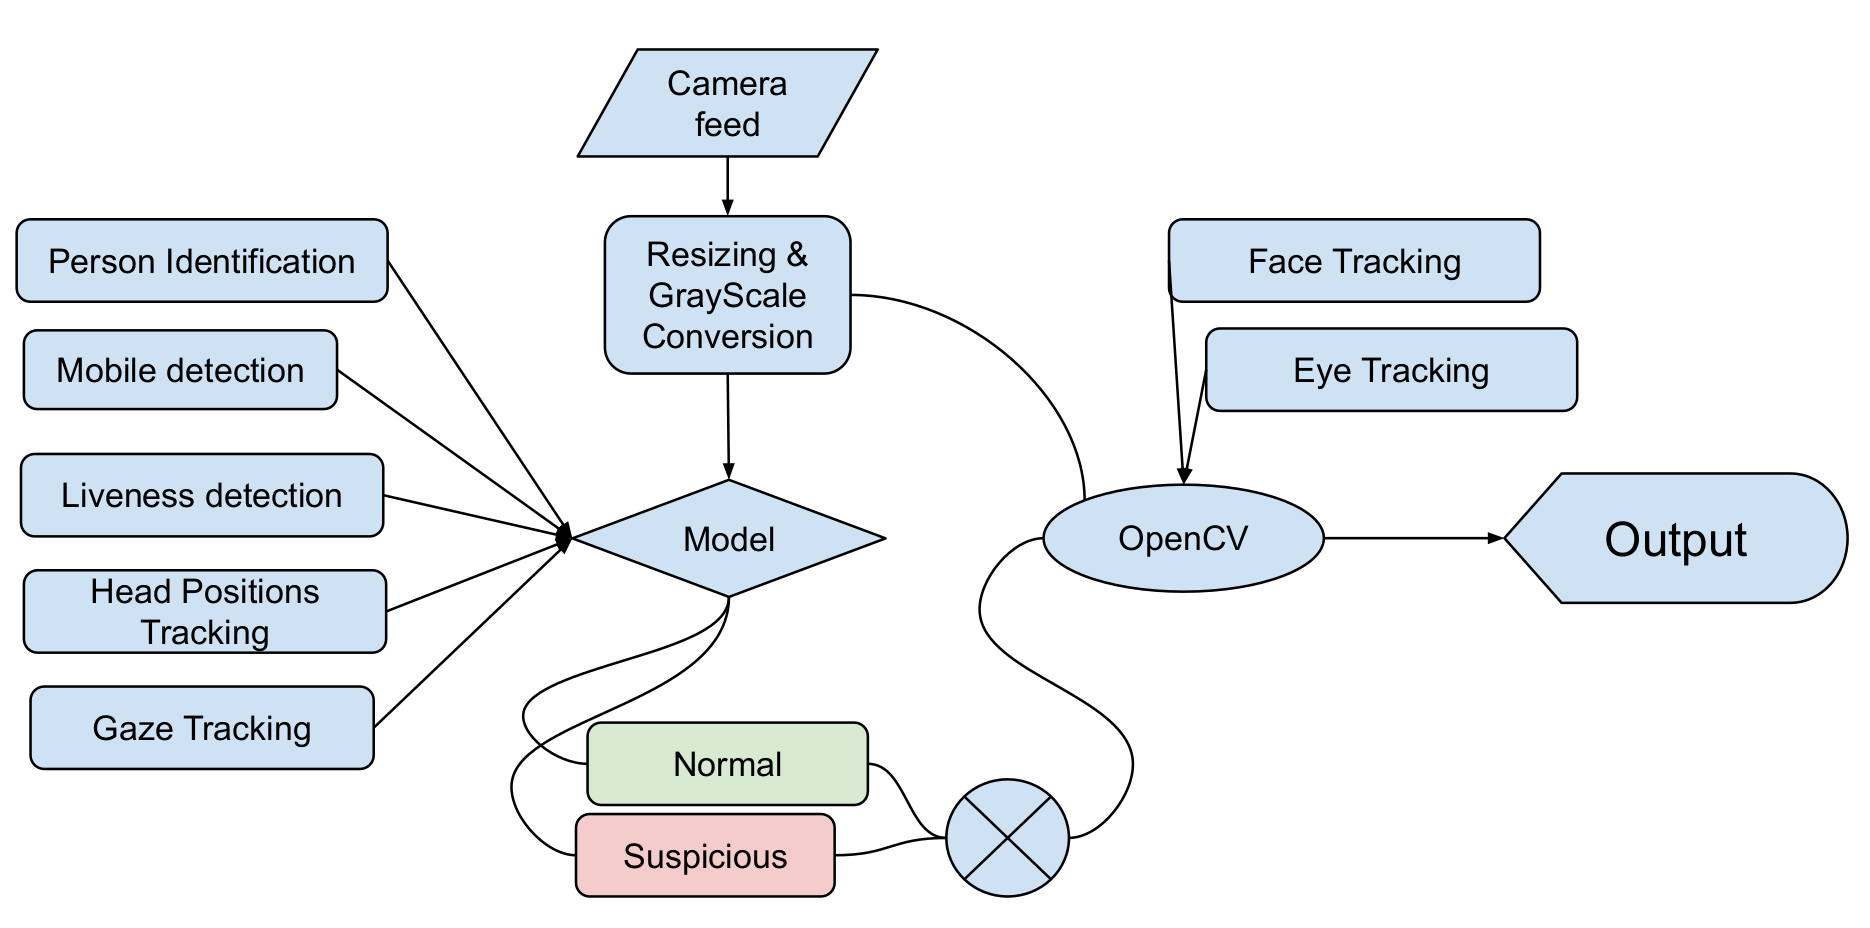 Camera
feed
Resizing &
GrayScale
Conversion
Person Identification
Mobile detection
Liveness detection
Head Positions
Tracking
Gaze Tracking
Model
Normal
Suspicious
Face Tracking
Eye Tracking
OpenCV
Output